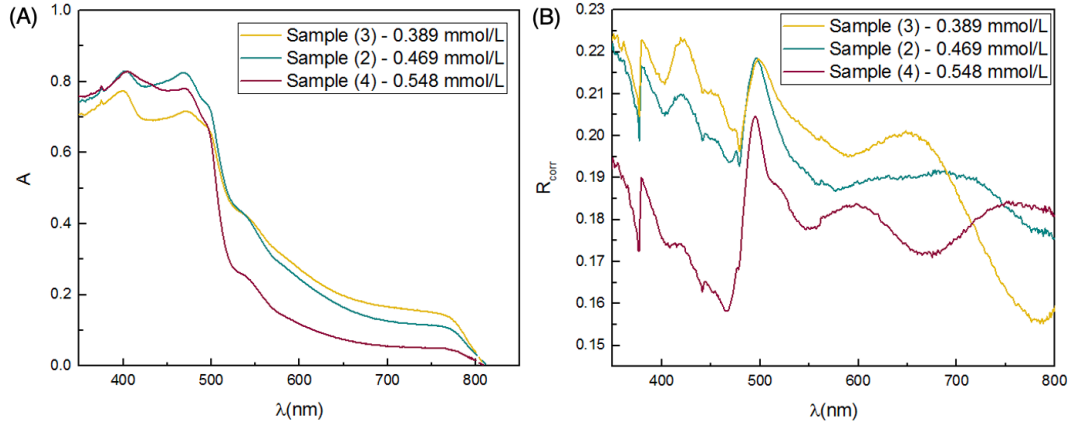 (A)
1.0
0.8
0.6
0.4
0.2
0.0
A
400
500
600
700
800
λ(nm)
Sample (3) - 0.389 mmol/L
Sample (2) - 0.469 mmol/L
Sample (4) - 0.548 mmol/L
(B)
0.22
0.21
0.20
0.19
0.18
0.17
0.16
0.15
Rcorr
400
500
600
700
800
λ(nm)
Sample (3) - 0.389 mmol/L
Sample (2) - 0.469 mmol/L
Sample (4) - 0.548 mmol/L